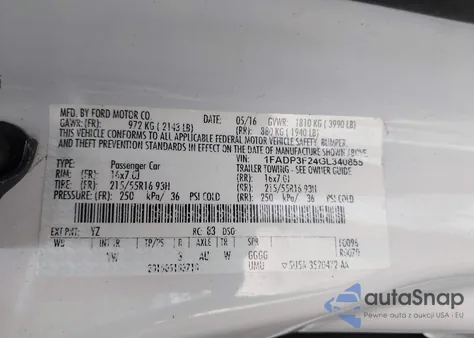 MFD. BY FORD MOTOR CO. DATE: 05/16 GVWR: 1810 KG ( 3990 LB)
GAWR: (FR): 972 KG ( 2143 LB) (RR): 880 KG ( 1940 LB)
THIS VEHICLE CONFORMS TO ALL APPLICABLE FEDERAL MOTOR VEHICLE SAFETY, BUMPER,
AND THEFT PREVENTION STANDARDS IN EFFECT ON THE DATE OF MANUFACTURE SHOWN ABOVE.
VIN: 1FADP3F24GL340855
TYPE: Passenger Car TRAILER TOWING - SEE OWNER
RIM: (FR) 16x7.0J (RR): 16x7.0J
TIRE: (FR) 215/55R16 93H (RR): 215/55R16 93H
PRESSURE: (FR) 250 kPa/ 36 PSI COLD (RR): 250 kPa/ 36 PSI COLD
EXT PNT: YZ RC: 83 DSO:
WB INT TR TP/PS R AXLE TR SPR
GGGG
UMU
autoSnap
Pewne auta z aukcji USA - EU